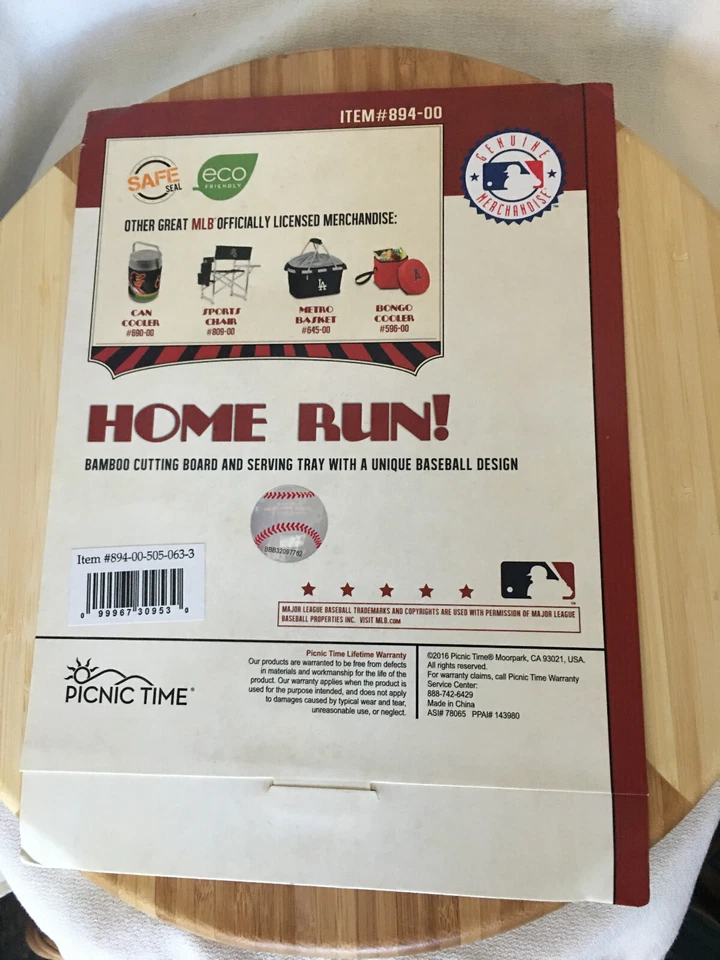 ITEM#894-00
GENUINE
MERCHANDISE
SAFE
SEAL
eco
FRIENDLY
OTHER GREAT MLB® OFFICIALLY LICENSED MERCHANDISE:
CAN
COOLER
#690-00
SPORTS
CHAIR
#809-00
METRO
BASKET
#645-00
BONGO
COOLER
#596-00
HOME RUN!
BAMBOO CUTTING BOARD AND SERVING TRAY WITH A UNIQUE BASEBALL DESIGN
BBB32097762
Item #894-00-505-063-3
0 99967 30953 0
MAJOR LEAGUE BASEBALL TRADEMARKS AND COPYRIGHTS ARE USED WITH PERMISSION OF MAJOR LEAGUE
BASEBALL PROPERTIES INC. VISIT MLB.COM
PICNIC TIME®
Picnic Time Lifetime Warranty
Our products are warranted to be free from defects
in materials and workmanship for the life of the
product. Our warranty applies when the product is
used for the purpose intended, and does not apply
to damages caused by typical wear and tear,
unreasonable use, or neglect.
©2016 Picnic Time® Moorpark, CA 93021, USA.
All rights reserved.
For warranty claims, call Picnic Time Warranty
Service Center:
888-742-6429
Made in China
ASI# 78065 PPAI# 143980